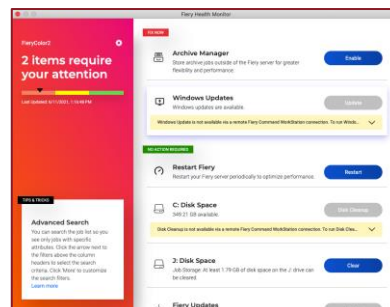 Fiery Health Monitor
FieryColor2
2 items require
your attention
Last Updated: 6/11/2021, 1:16:48 PM
TIPS & TRICKS
Advanced Search
You can search the job list so you
see only jobs with specific
attributes. Click the arrow next to
the filters above the column
headers to select the search
criteria. Click 'More' to customize
the search filters.
Learn more
FIX NOW
Archive Manager
Store archive jobs outside of the Fiery server for greater
flexibility and performance.
Enable
Windows Updates
Windows updates are available.
Update
Windows Update is not available via a remote Fiery Command WorkStation connection. To run Windo...
NO ACTION REQUIRED
Restart Fiery
Restart your Fiery server periodically to optimize performance.
Restart
C: Disk Space
349.21 GB available.
Disk Cleanup
Disk Cleanup is not available via a remote Fiery Command WorkStation connection. To run Disk Clea...
J: Disk Space
Job Storage. At least 1.79GB of disk space on the J: drive can
be cleared.
Clear
Fiery Updates